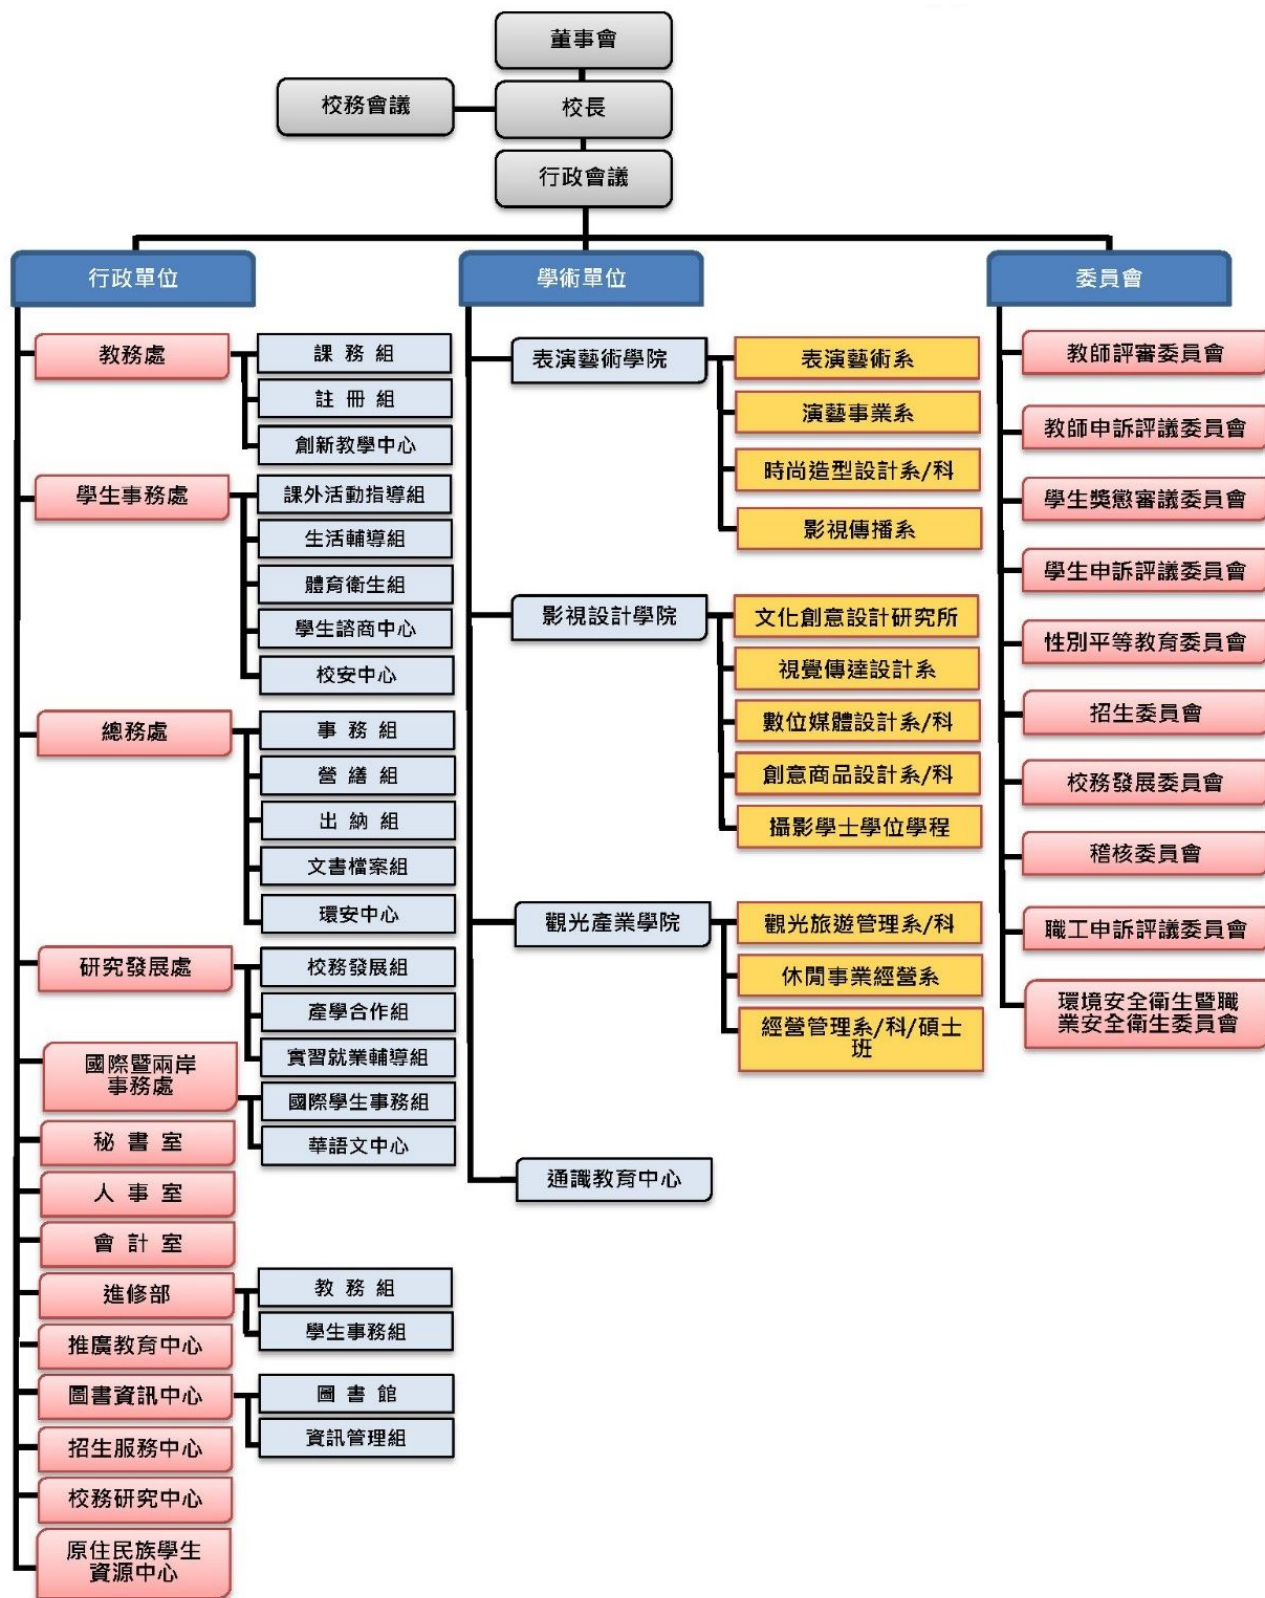 董事會
校務會議
校長
行政會議
行政單位
教務處
課務組
註冊組
創新教學中心
學生事務處
課外活動指導組
生活輔導組
體育衛生組
學生諮商中心
校安中心
總務處
事務組
營繕組
出納組
文書檔案組
環安中心
研究發展處
校務發展組
產學合作組
實習就業輔導組
國際暨兩岸
事務處
國際學生事務組
華語文中心
秘書室
人事室
會計室
進修部
教務組
學生事務組
推廣教育中心
圖書資訊中心
圖書館
資訊管理組
招生服務中心
校務研究中心
原住民族學生
資源中心
學術單位
表演藝術學院
表演藝術系
演藝事業系
時尚造型設計系/科
影視傳播系
影視設計學院
文化創意設計研究所
視覺傳達設計系
數位媒體設計系/科
創意商品設計系/科
攝影學士學位學程
觀光產業學院
觀光旅遊管理系/科
休閒事業經營系
經營管理系/科/碩士
班
通識教育中心
委員會
教師評審委員會
教師申訴評議委員會
學生獎懲審議委員會
學生申訴評議委員會
性別平等教育委員會
招生委員會
校務發展委員會
稽核委員會
職工申訴評議委員會
環境安全衛生暨職
業安全衛生委員會